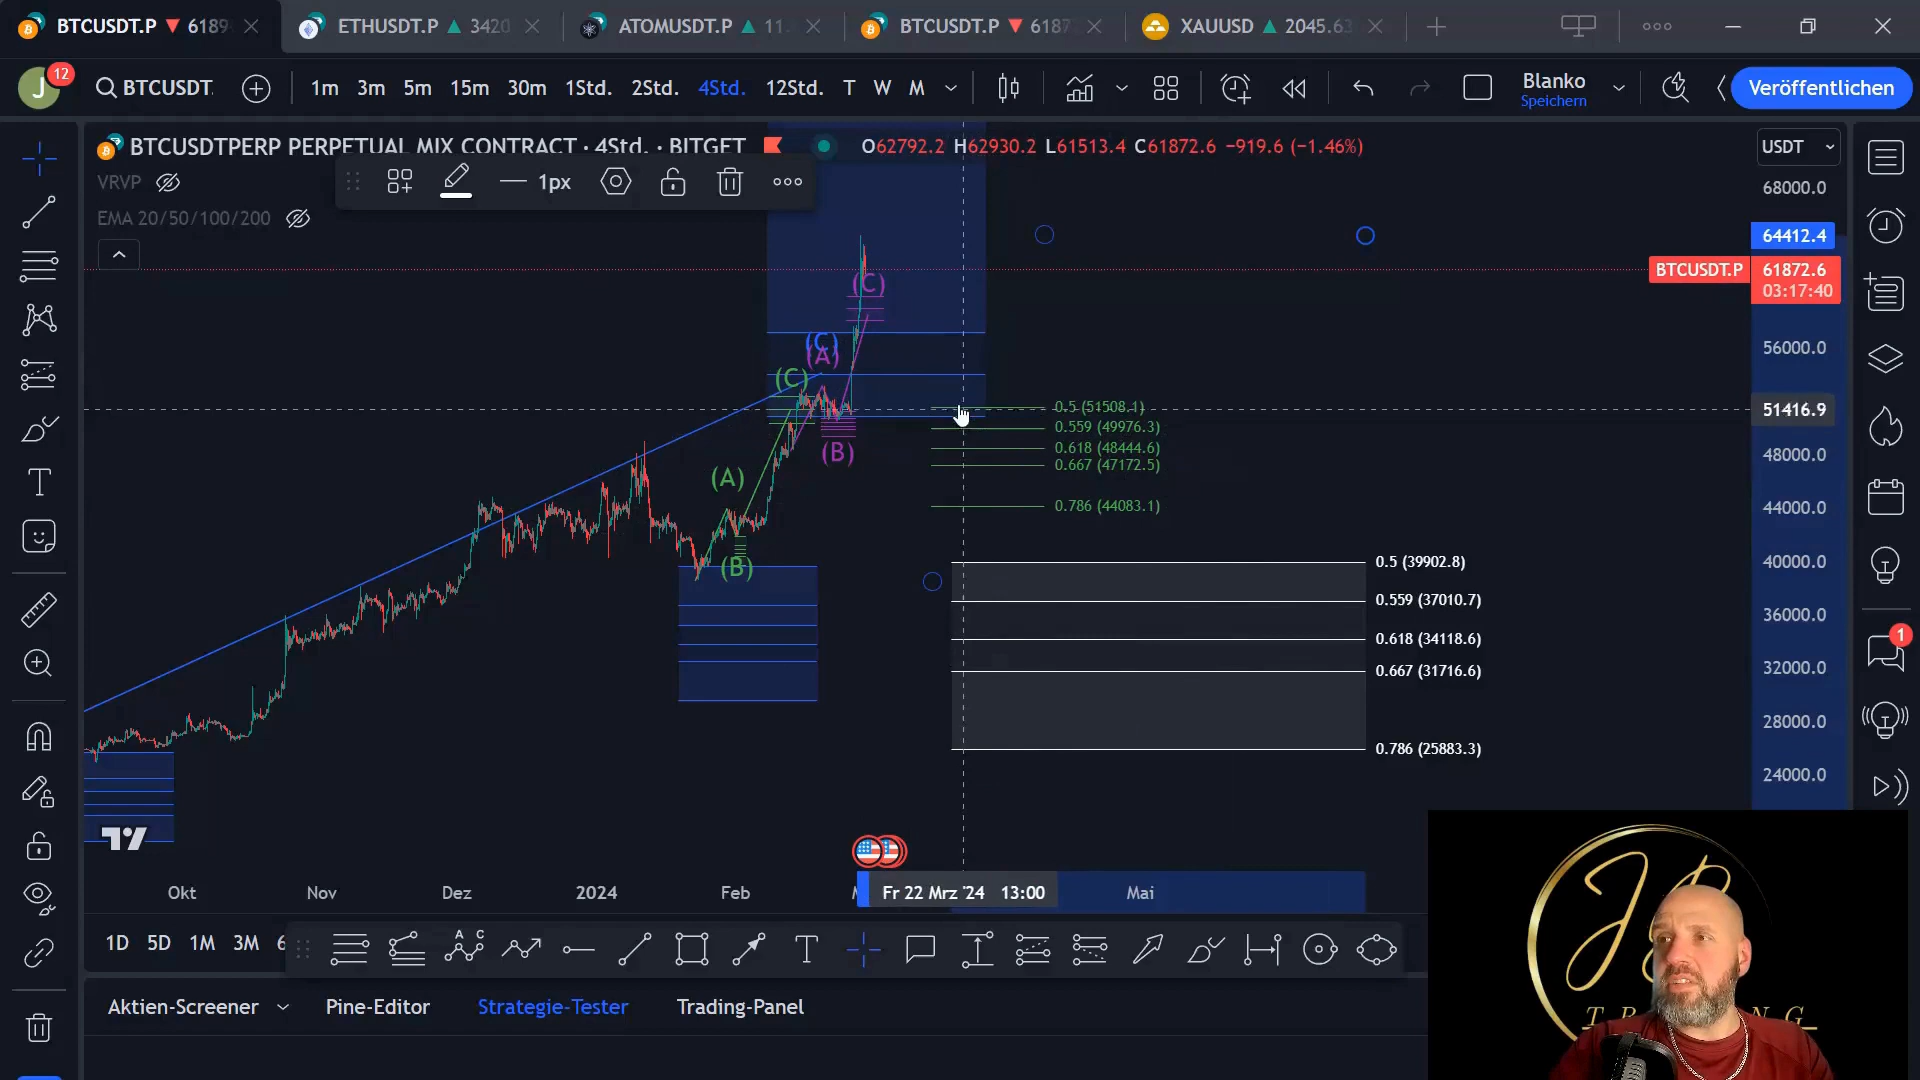 BTCUSDT.P 6189
ETHUSDT.P 3420
ATOMUSDT.P 11.
BTCUSDT.P 6187
XAUUSD 2045.63
J 12
BTCUSDT
1m 3m 5m 15m 30m 1Std. 2Std. 4Std. 12Std. T W M
Blanko
Speichern
Veröffentlichen
BTCUSDTPERP PERPETUAL MIX CONTRACT · 4Std. · BITGET
O62792.2 H62930.2 L61513.4 C61872.6 −919.6 (−1.46%)
USDT
VRVP
1px
EMA 20/50/100/200
68000.0
64412.4
BTCUSDT.P 61872.6
03:17:40
(C)
56000.0
(C)
(A)
(C)
0.5 (51508.1)
51416.9
0.559 (49976.3)
0.618 (48444.6)
(B)
48000.0
0.667 (47172.5)
(A)
0.786 (44083.1)
44000.0
(B)
0.5 (39902.8)
40000.0
0.559 (37010.7)
36000.0
0.618 (34118.6)
0.667 (31716.6)
32000.0
28000.0
0.786 (25883.3)
24000.0
1
Okt Nov Dez 2024 Feb
Fr 22 Mrz '24 13:00
Mai
1D 5D 1M 3M 6
A C
B
T
Aktien-Screener Pine-Editor Strategie-Tester Trading-Panel